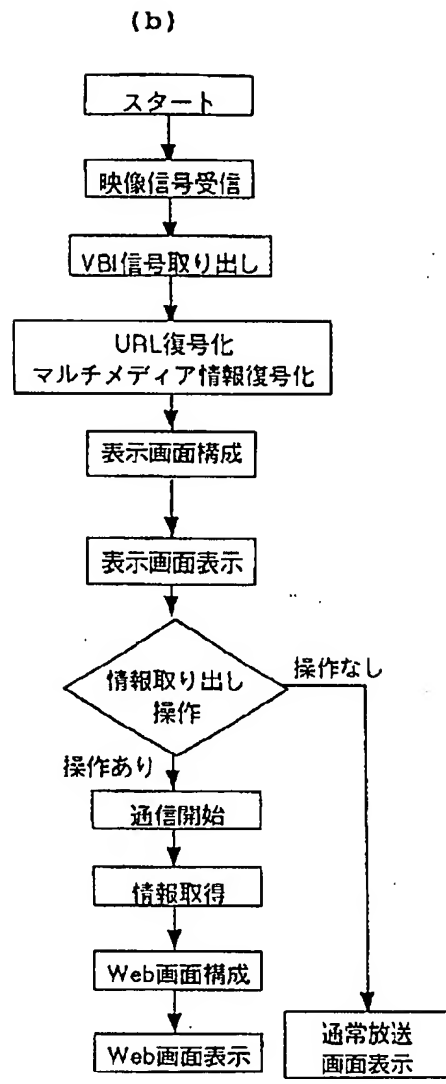 (b)
スタート
映像信号受信
VBI信号取り出し
URL復号化
マルチメディア情報復号化
表示画面構成
表示画面表示
情報取り出し
操作
操作なし
操作あり
通信開始
情報取得
Web画面構成
Web画面表示
通常放送
画面表示